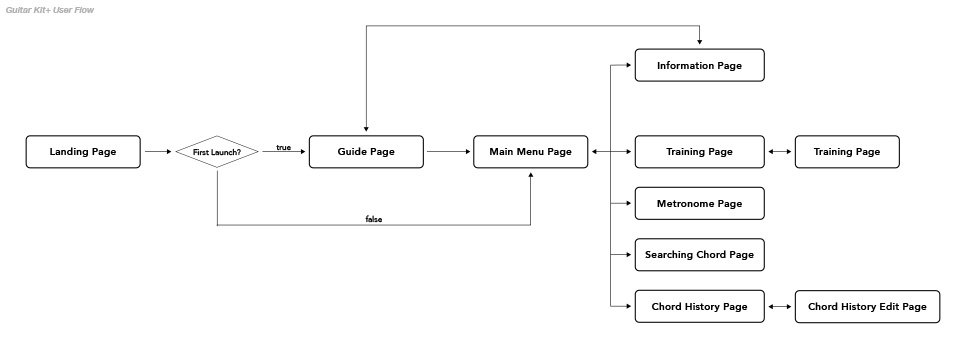 Guitar Kit+ User Flow
Information Page
Landing Page
First Launch?
true
Guide Page
Main Menu Page
Training Page
Training Page
Metronome Page
false
Searching Chord Page
Chord History Page
Chord History Edit Page